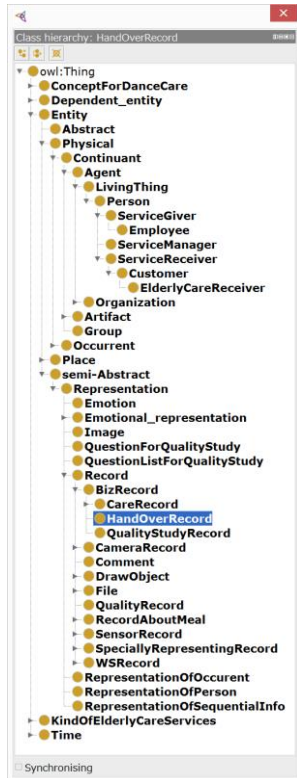 Class hierarchy: HandOverRecord
owl:Thing
ConceptForDanceCare
Dependent_entity
Entity
Abstract
Physical
Continuant
Agent
LivingThing
Person
ServiceGiver
Employee
ServiceManager
ServiceReceiver
Customer
ElderlyCareReceiver
Organization
Artifact
Group
Occurrent
Place
semi-Abstract
Representation
Emotion
Emotional_representation
Image
QuestionForQualityStudy
QuestionListForQualityStudy
Record
BizRecord
CareRecord
HandOverRecord
QualityStudyRecord
CameraRecord
Comment
DrawObject
File
QualityRecord
RecordAboutMeal
SensorRecord
SpeciallyRepresentingRecord
WSRecord
RepresentationOfOccurent
RepresentationOfPerson
RepresentationOfSequentialInfo
KindOfElderlyCareServices
Time
Synchronising